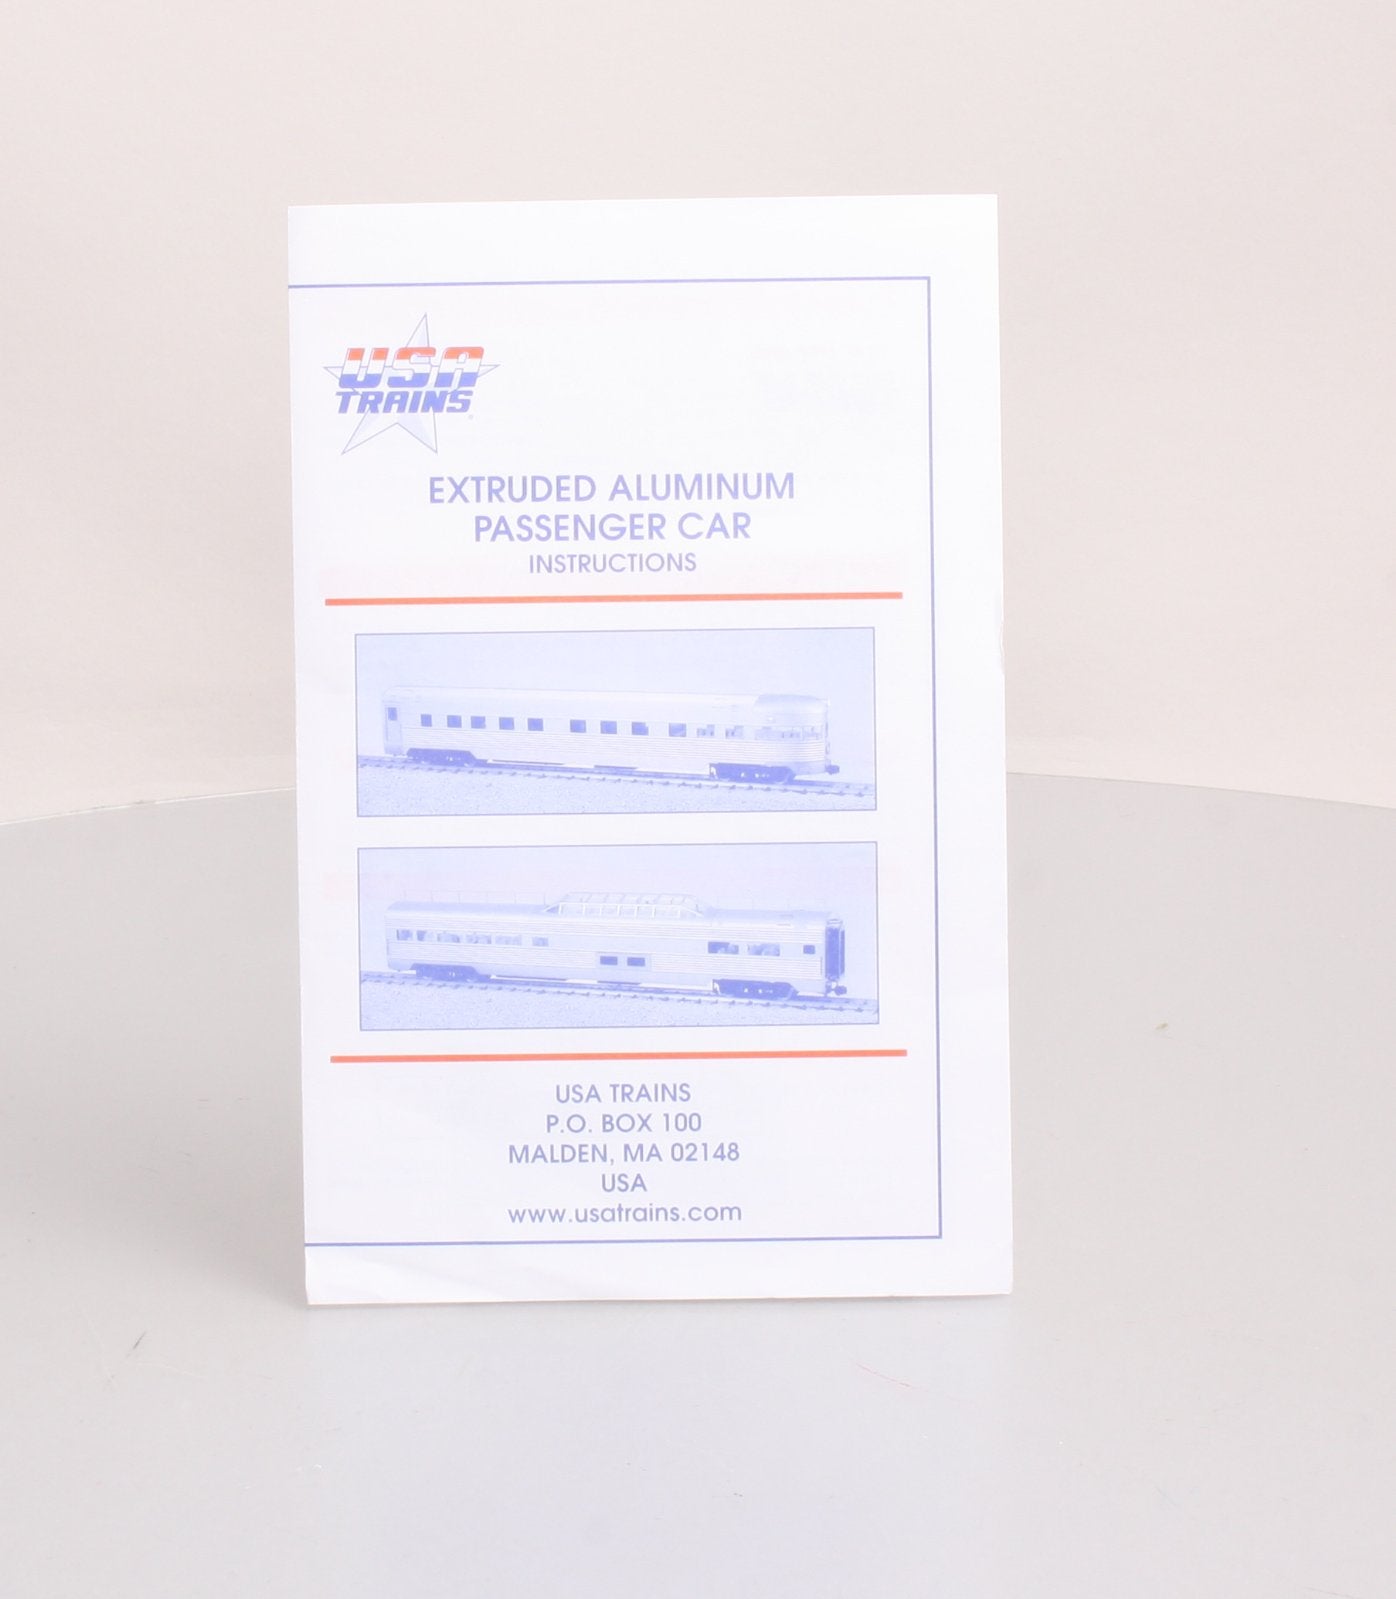 USA
TRAINS
EXTRUDED ALUMINUM
PASSENGER CAR
INSTRUCTIONS
USA TRAINS
P.O. BOX 100
MALDEN, MA 02148
USA
www.usatrains.com